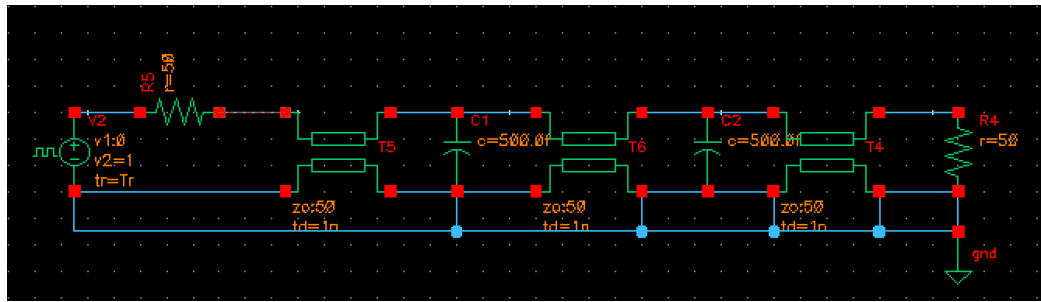 R5
r=50
V2
v1:0
v2=1
tr=Tr
T5
zo:50
td=1n
C1
c=500.0f
T6
zo:50
td=1n
C2
c=500.0f
T4
zo:50
td=1n
R4
r=50
gnd